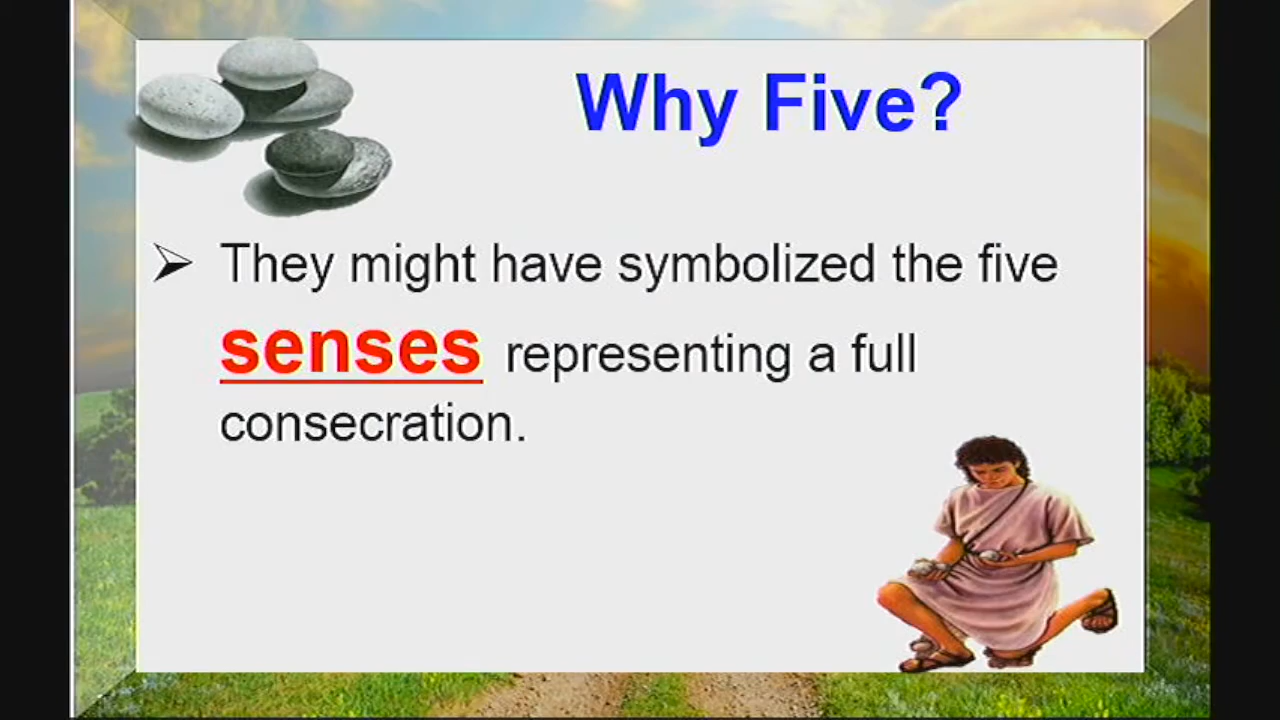 Why Five?
They might have symbolized the five
senses representing a full
consecration.